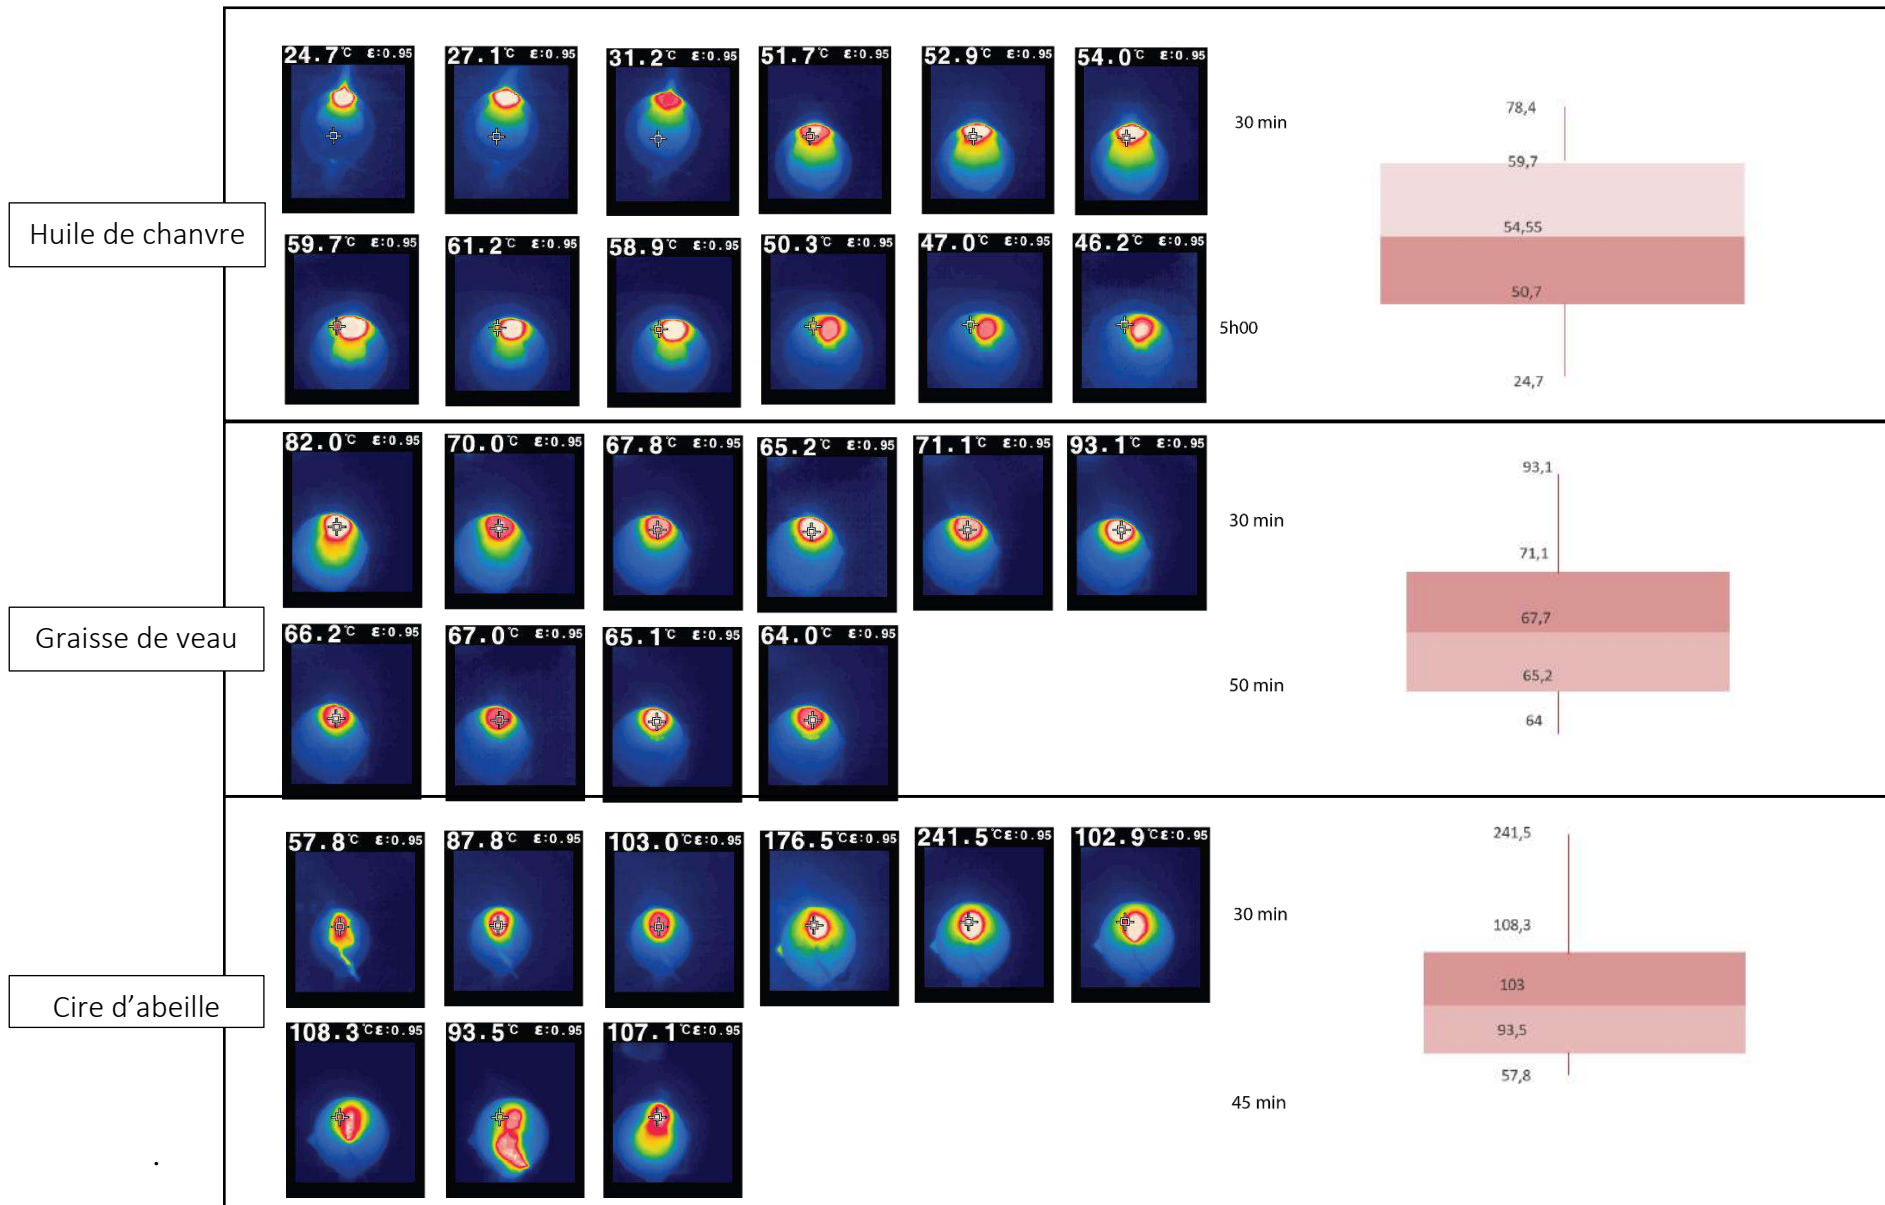 24.7°C ε:0.95
27.1°C ε:0.95
31.2°C ε:0.95
51.7°C ε:0.95
52.9°C ε:0.95
54.0°C ε:0.95
30 min
Huile de chanvre
59.7°C ε:0.95
61.2°C ε:0.95
58.9°C ε:0.95
50.3°C ε:0.95
47.0°C ε:0.95
46.2°C ε:0.95
5h00
78,4
59,7
54,55
50,7
24,7
82.0°C ε:0.95
70.0°C ε:0.95
67.8°C ε:0.95
65.2°C ε:0.95
71.1°C ε:0.95
93.1°C ε:0.95
30 min
Graisse de veau
66.2°C ε:0.95
67.0°C ε:0.95
65.1°C ε:0.95
64.0°C ε:0.95
50 min
93,1
71,1
67,7
65,2
64
57.8°C ε:0.95
87.8°C ε:0.95
103.0°C ε:0.95
176.5°C ε:0.95
241.5°C ε:0.95
102.9°C ε:0.95
30 min
Cire d'abeille
108.3°C ε:0.95
93.5°C ε:0.95
107.1°C ε:0.95
45 min
241,5
108,3
103
93,5
57,8
.